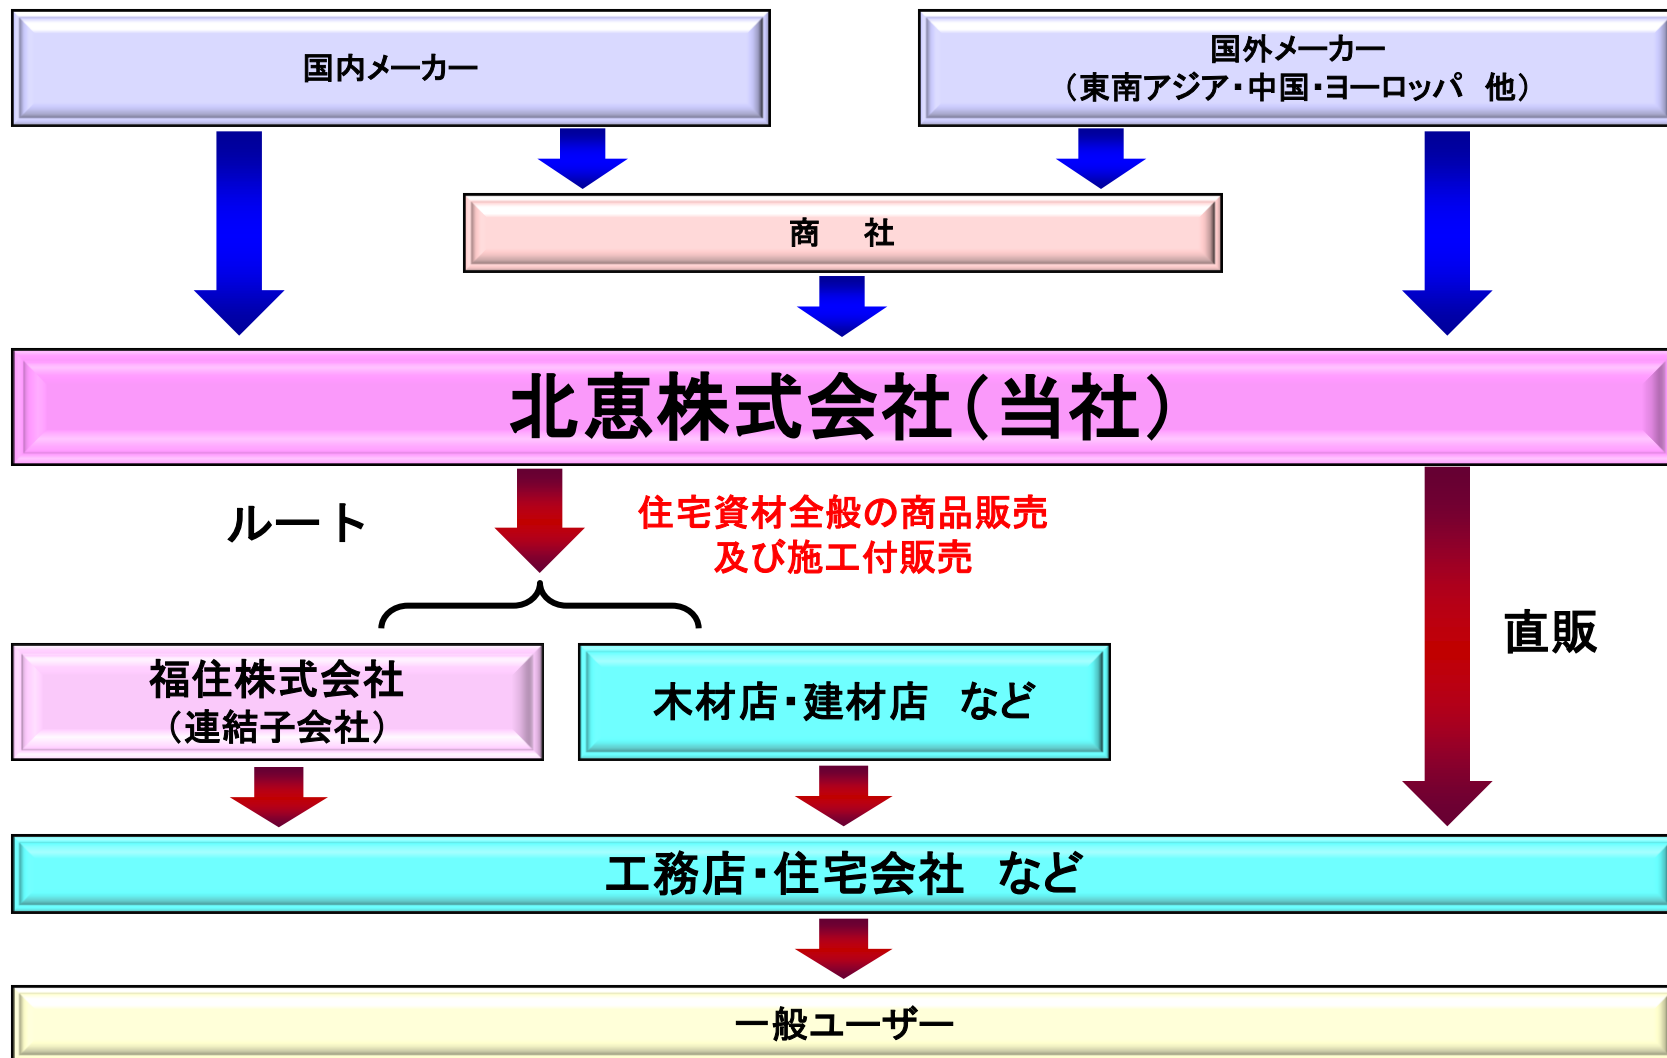 国内メーカー
国外メーカー
（東南アジア・中国・ヨーロッパ　他）
商　社
北恵株式会社（当社）
ルート
住宅資材全般の商品販売
及び施工付販売
直販
福住株式会社
（連結子会社）
木材店・建材店　など
工務店・住宅会社　など
一般ユーザー